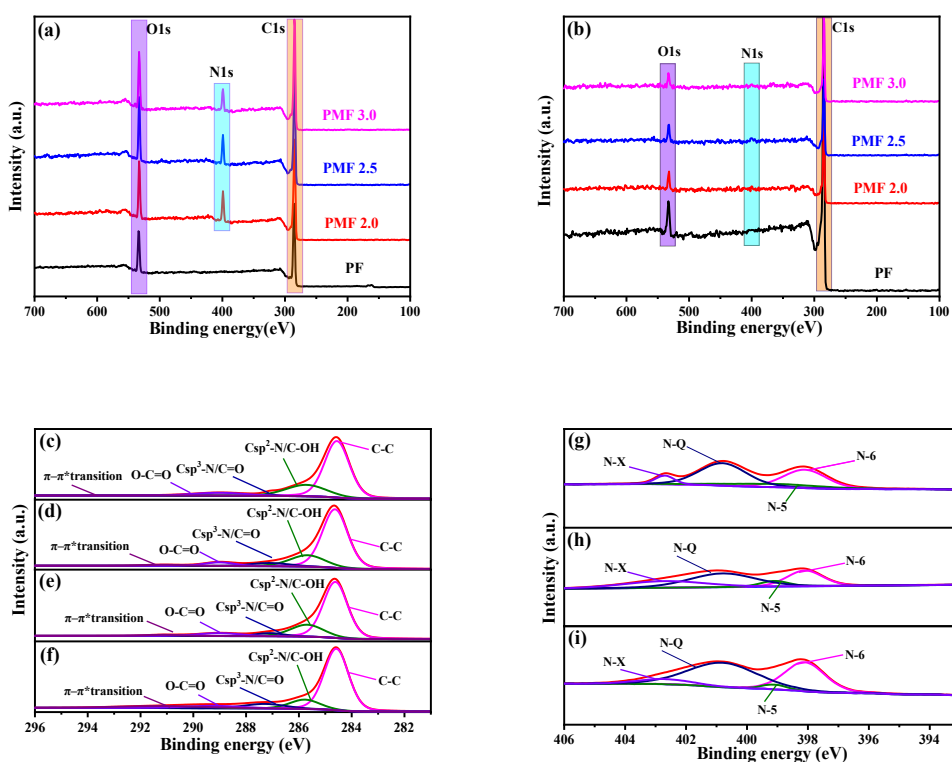 (a)
O1s
N1s
C1s
PMF 3.0
PMF 2.5
PMF 2.0
PF
Intensity (a.u.)
700 600 500 400 300 200 100
Binding energy(eV)
(b)
O1s
N1s
C1s
PMF 3.0
PMF 2.5
PMF 2.0
PF
Intensity (a.u.)
700 600 500 400 300 200 100
Binding energy(eV)
(c)
π–π*transition
O-C=O
Csp³-N/C=O
Csp²-N/C-OH
C-C
(d)
π–π*transition
O-C=O
Csp³-N/C=O
Csp²-N/C-OH
C-C
(e)
π–π*transition
O-C=O
Csp³-N/C=O
Csp²-N/C-OH
C-C
(f)
π–π*transition
O-C=O
Csp³-N/C=O
Csp²-N/C-OH
C-C
Intensity (a.u.)
296 294 292 290 288 286 284 282
Binding energy (eV)
(g)
N-X
N-Q
N-5
N-6
(h)
N-X
N-Q
N-5
N-6
(i)
N-X
N-Q
N-5
N-6
Intensity (a.u.)
406 404 402 400 398 396 394
Binding energy (eV)